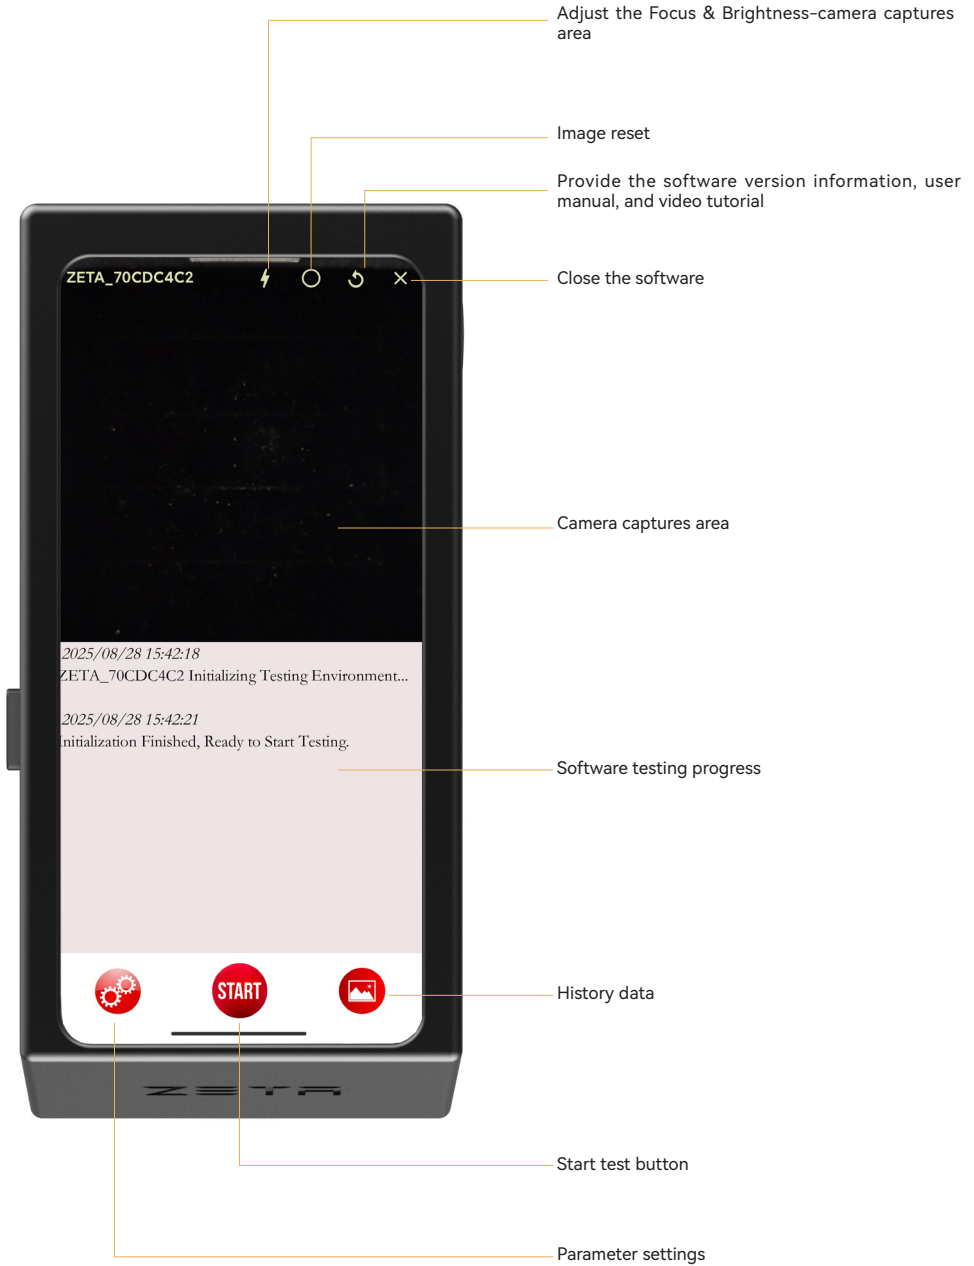 Adjust the Focus & Brightness-camera captures
area
Image reset
Provide the software version information, user
manual, and video tutorial
ZETA_70CDC4C2
Close the software
Camera captures area
2025/08/28 15:42:18
ZETA_70CDC4C2 Initializing Testing Environment...
2025/08/28 15:42:21
Initialization Finished, Ready to Start Testing.
Software testing progress
START
History data
ZETA
Start test button
Parameter settings